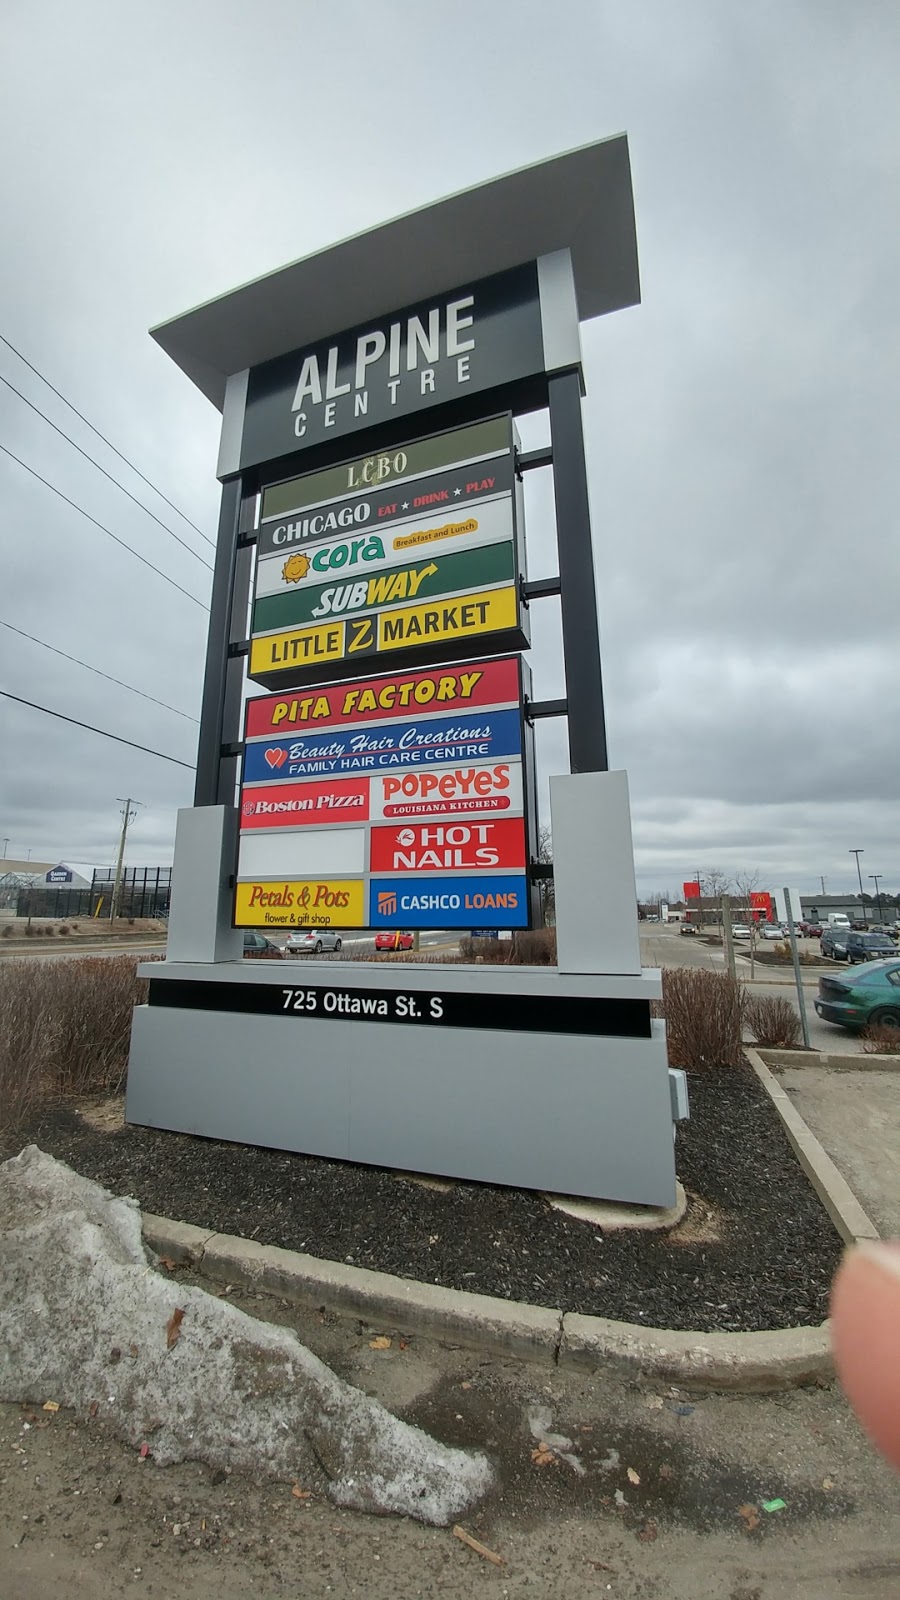 ALPINE
CENTRE
LCBO
CHICAGO EAT ★ DRINK ★ PLAY
cora Breakfast and Lunch
SUBWAY
LITTLE Z MARKET
PITA FACTORY
Beauty Hair Creations
FAMILY HAIR CARE CENTRE
Boston Pizza
POPEYES
LOUISIANA KITCHEN
HOT
NAILS
Petals & Pots
flower & gift shop
CASHCO LOANS
GARDEN
CENTRE
725 Ottawa St. S